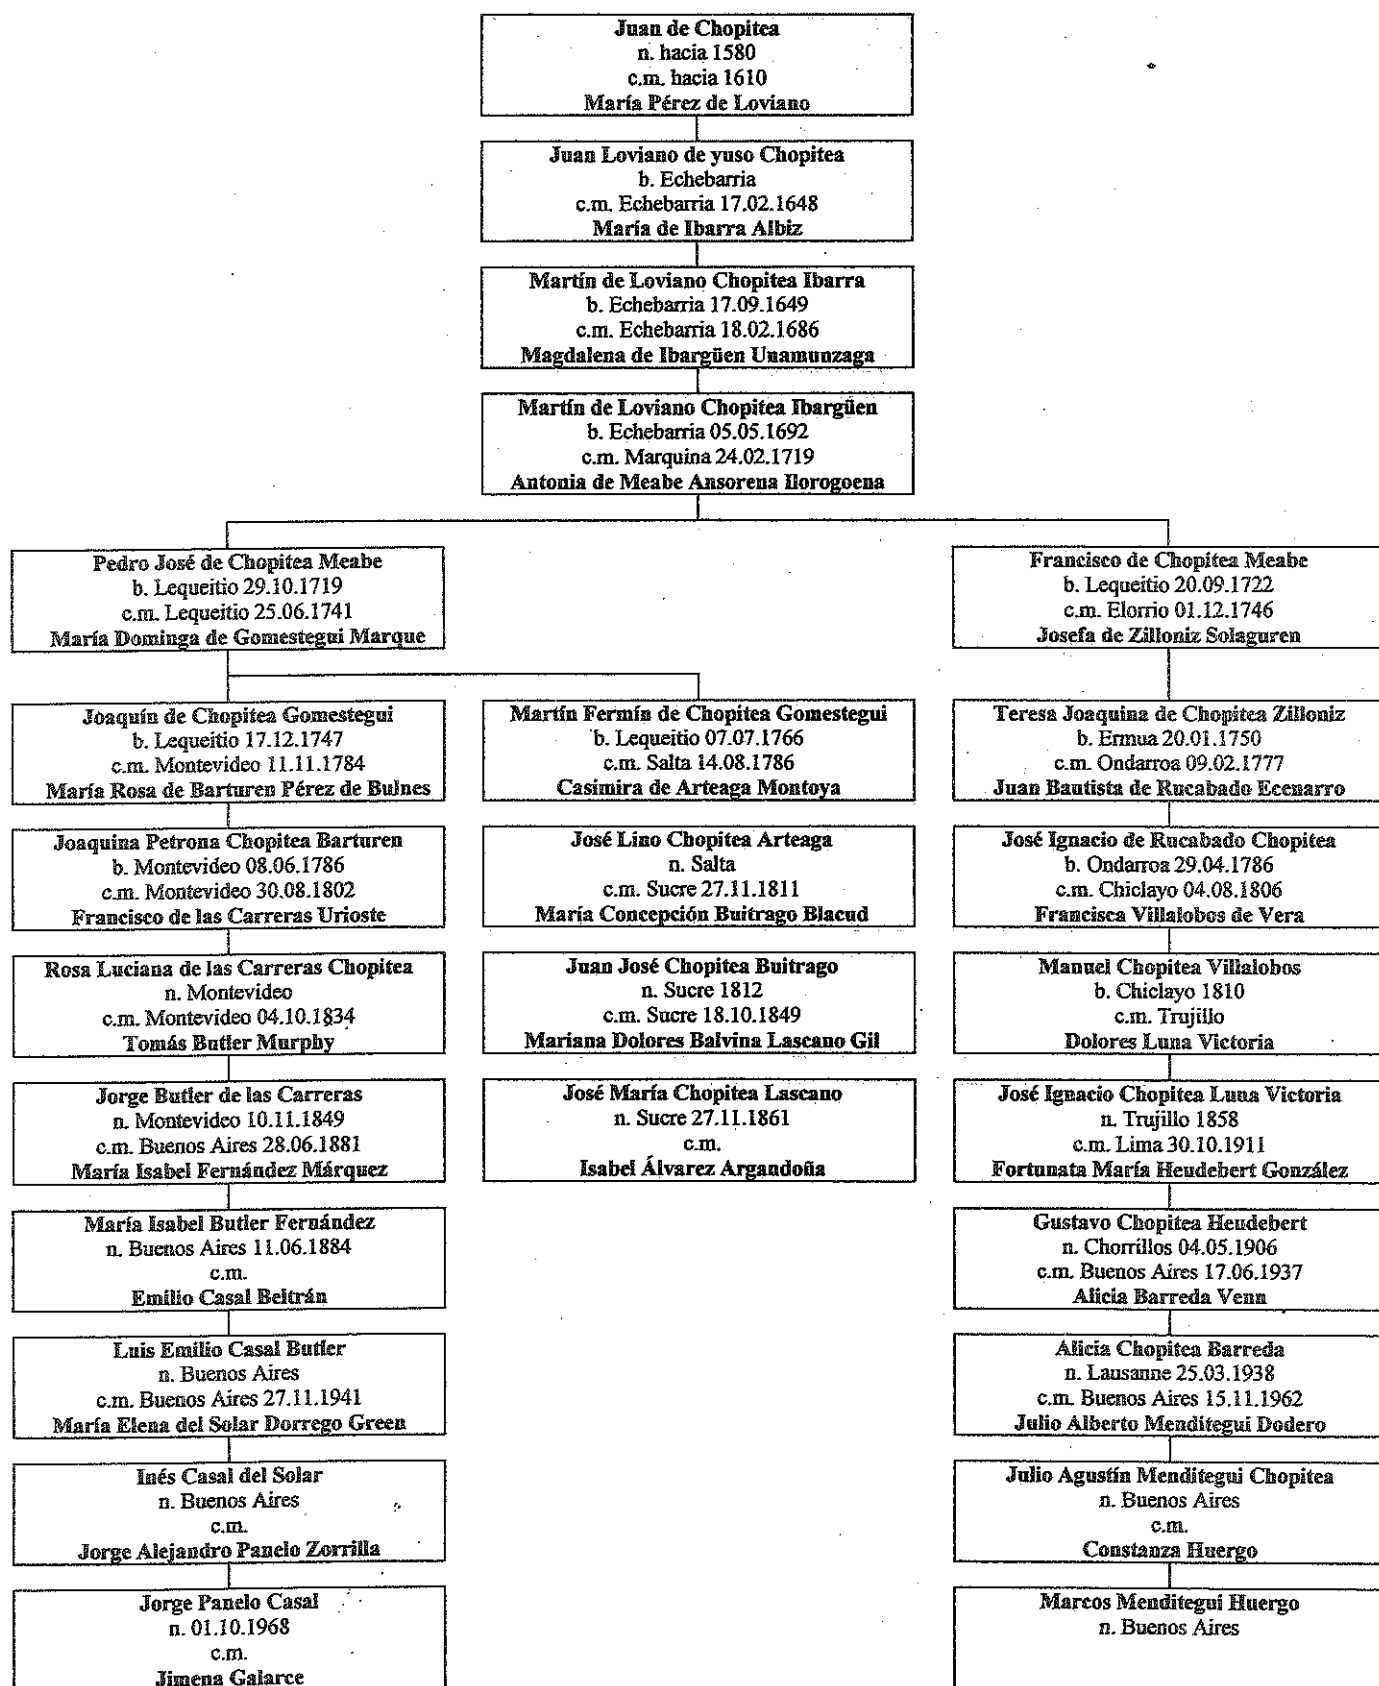 Juan de Chopitea
n. hacia 1580
c.m. hacia 1610
María Pérez de Loviano
Juan Loviano de yuso Chopitea
b. Echebarria
c.m. Echebarria 17.02.1648
María de Ibarra Albiz
Martín de Loviano Chopitea Ibarra
b. Echebarria 17.09.1649
c.m. Echebarria 18.02.1686
Magdalena de Ibargüen Unamunzaga
Martín de Loviano Chopitea Ibargüen
b. Echebarria 05.05.1692
c.m. Marquina 24.02.1719
Antonia de Meabe Ansorena Ilorogoena
Pedro José de Chopitea Meabe
b. Lequeitio 29.10.1719
c.m. Lequeitio 25.06.1741
María Dominga de Gomestegui Marque
Francisco de Chopitea Meabe
b. Lequeitio 20.09.1722
c.m. Elorrio 01.12.1746
Josefa de Zilloniz Solaguren
Joaquín de Chopitea Gomestegui
b. Lequeitio 17.12.1747
c.m. Montevideo 11.11.1784
María Rosa de Barturen Pérez de Bulnes
Martín Fermín de Chopitea Gomestegui
b. Lequeitio 07.07.1766
c.m. Salta 14.08.1786
Casimira de Arteaga Montoya
Teresa Joaquina de Chopitea Zilloniz
b. Ermua 20.01.1750
c.m. Ondarroa 09.02.1777
Juan Bautista de Rucabado Ecenarro
Joaquina Petrona Chopitea Barturen
b. Montevideo 08.06.1786
c.m. Montevideo 30.08.1802
Francisco de las Carreras Urioste
José Lino Chopitea Arteaga
n. Salta
c.m. Sucre 27.11.1811
María Concepción Buitrago Blacud
José Ignacio de Rucabado Chopitea
b. Ondarroa 29.04.1786
c.m. Chiclayo 04.08.1806
Francisca Villalobos de Vera
Rosa Luciana de las Carreras Chopitea
n. Montevideo
c.m. Montevideo 04.10.1834
Tomás Butler Murphy
Juan José Chopitea Buitrago
n. Sucre 1812
c.m. Sucre 18.10.1849
Mariana Dolores Balvina Lascano Gil
Manuel Chopitea Villalobos
b. Chiclayo 1810
c.m. Trujillo
Dolores Luna Victoria
Jorge Butler de las Carreras
n. Montevideo 10.11.1849
c.m. Buenos Aires 28.06.1881
María Isabel Fernández Márquez
José María Chopitea Lascano
n. Sucre 27.11.1861
c.m.
Isabel Álvarez Argandoña
José Ignacio Chopitea Luna Victoria
n. Trujillo 1858
c.m. Lima 30.10.1911
Fortunata María Heudebert González
María Isabel Butler Fernández
n. Buenos Aires 11.06.1884
c.m.
Emilio Casal Beltrán
Gustavo Chopitea Heudebert
n. Chorrillos 04.05.1906
c.m. Buenos Aires 17.06.1937
Alicia Barreda Venn
Luis Emilio Casal Butler
n. Buenos Aires
c.m. Buenos Aires 27.11.1941
María Elena del Solar Dorrego Green
Alicia Chopitea Barreda
n. Lausanne 25.03.1938
c.m. Buenos Aires 15.11.1962
Julio Alberto Menditegui Dodero
Inés Casal del Solar
n. Buenos Aires
c.m.
Jorge Alejandro Panelo Zorrilla
Julio Agustín Menditegui Chopitea
n. Buenos Aires
c.m.
Constanza Huergo
Jorge Panelo Casal
n. 01.10.1968
c.m.
Jimena Galarce
Marcos Menditegui Huergo
n. Buenos Aires